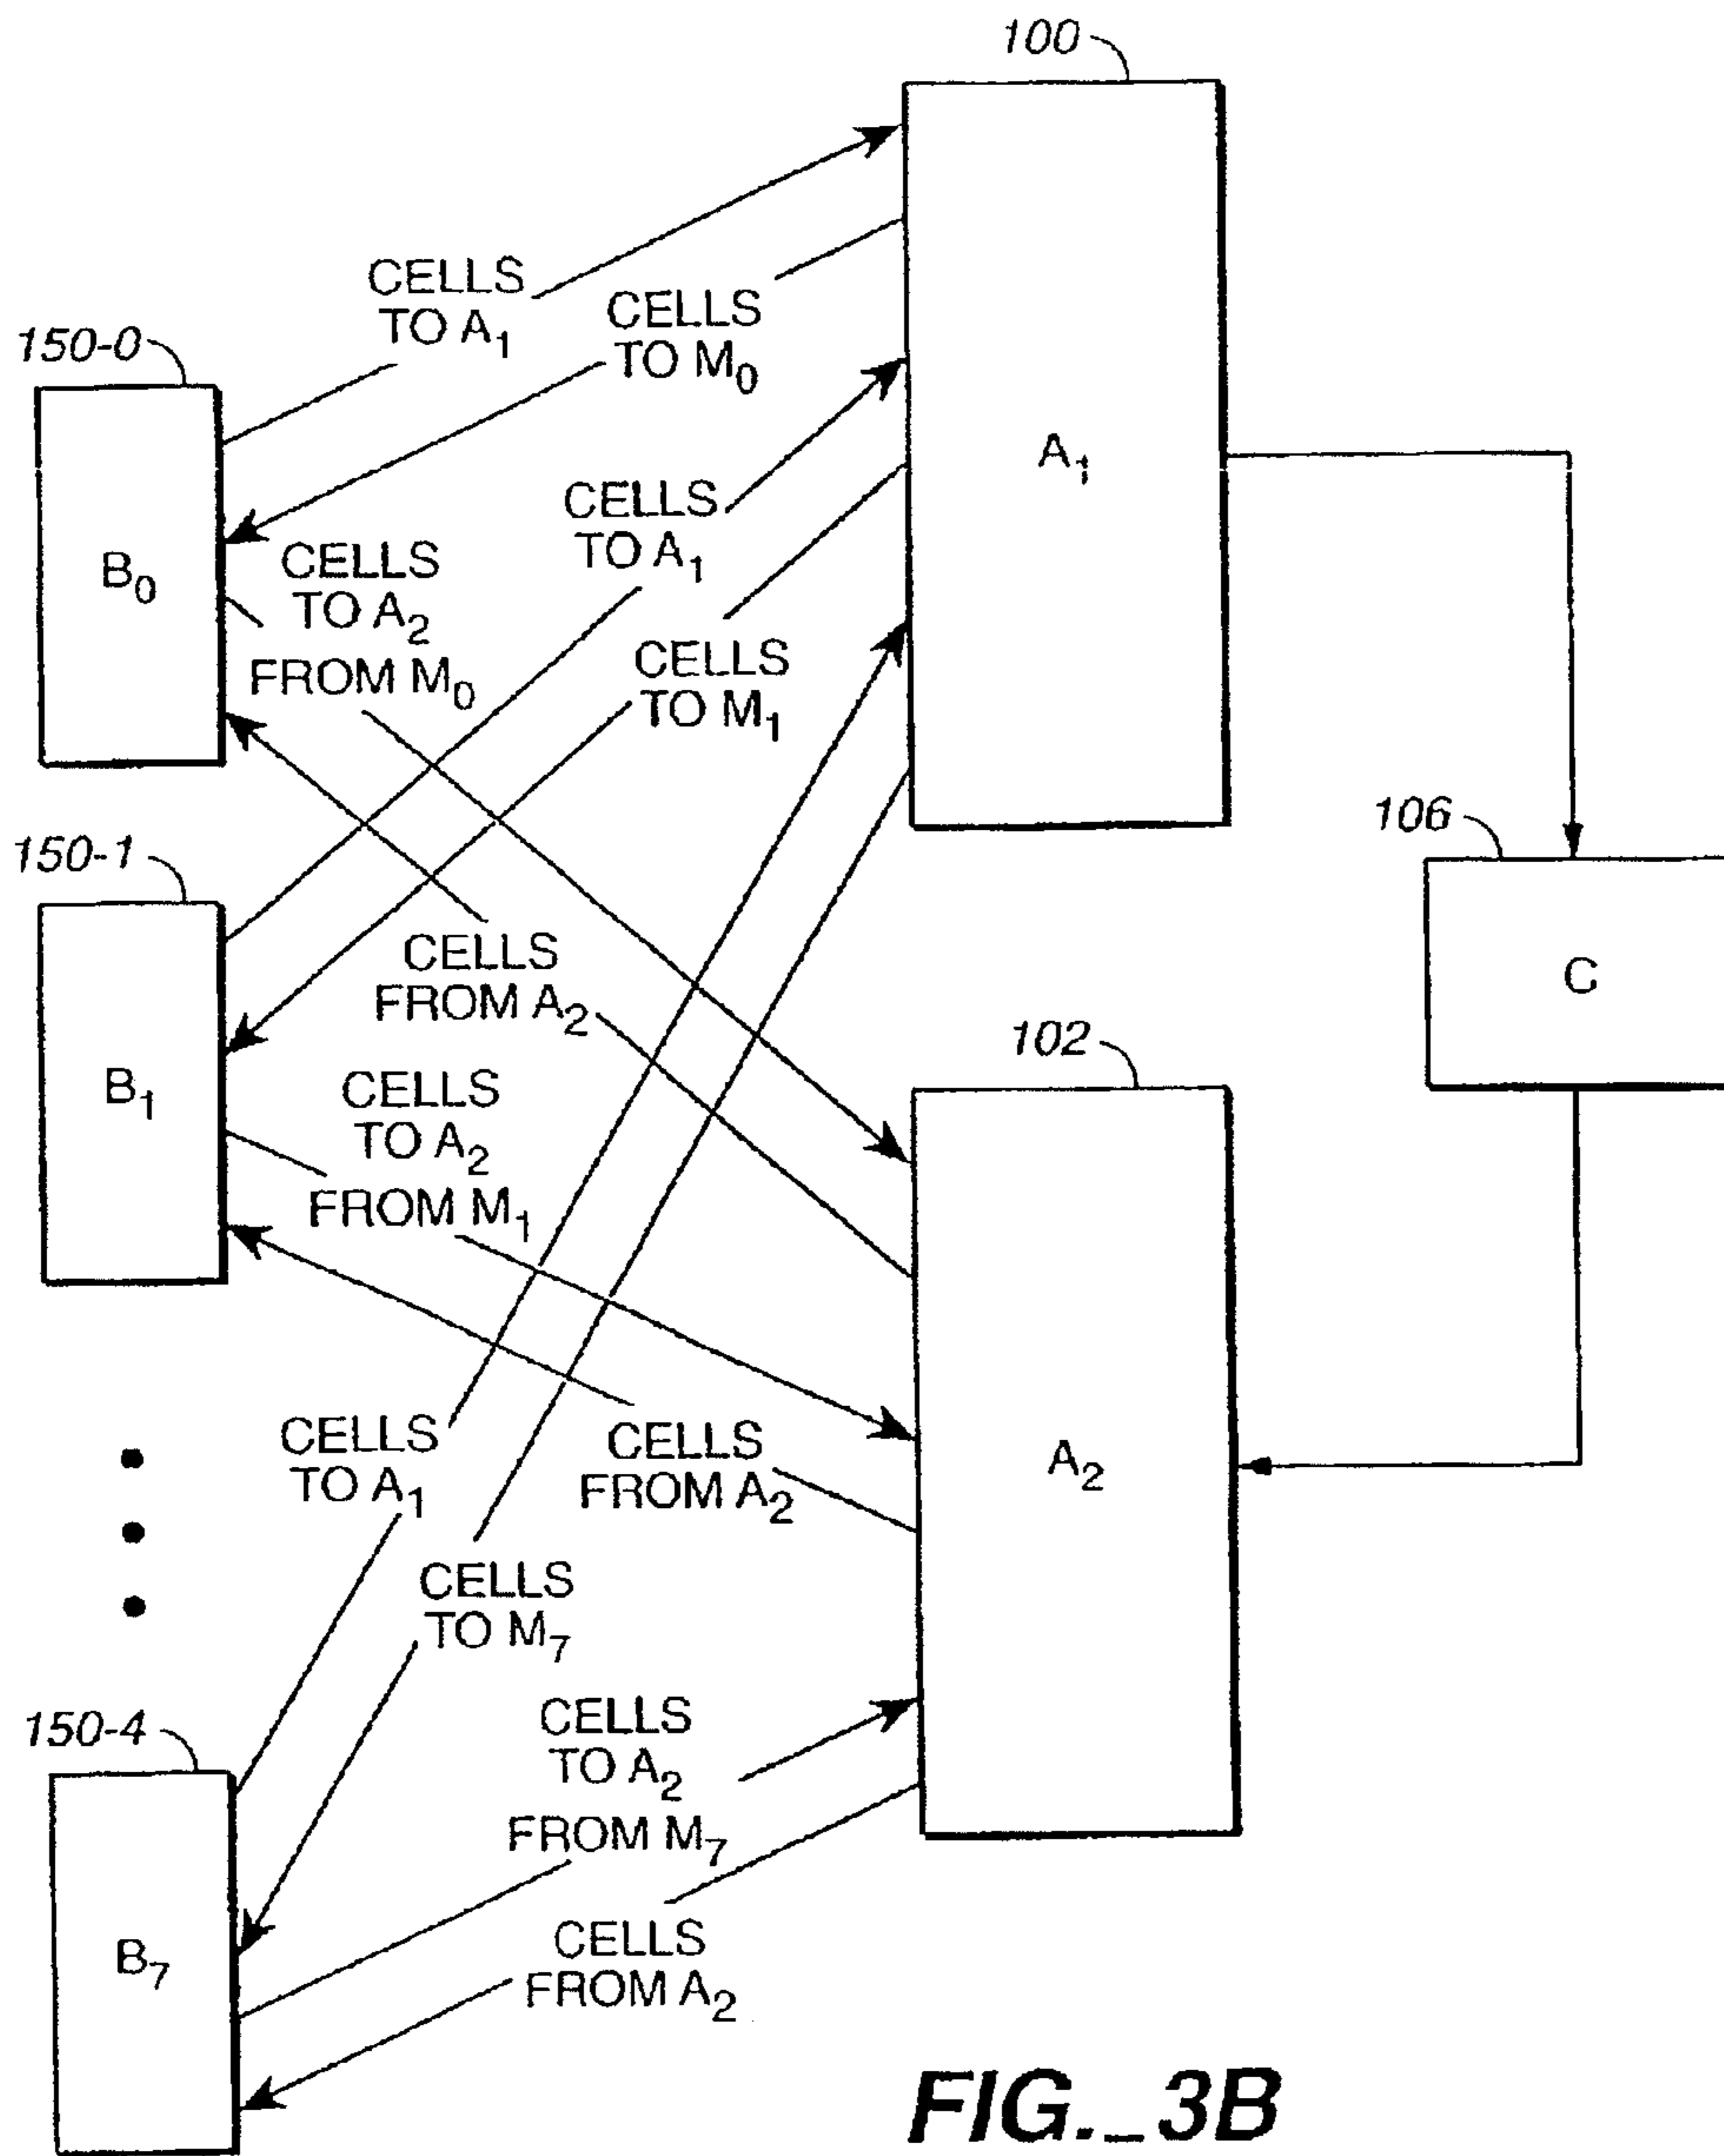 100
CELLS
TO A₁
CELLS
TO M₀
150-0
B₀
A₁
CELLS
TO A₁
CELLS
TO A₂
FROM M₀
CELLS
TO M₁
106
C
150-1
B₁
CELLS
FROM A₂
102
CELLS
TO A₂
FROM M₁
A₂
CELLS
TO A₁
CELLS
FROM A₂
CELLS
TO M₇
150-4
B₇
CELLS
TO A₂
FROM M₇
CELLS
FROM A₂
FIG._3B